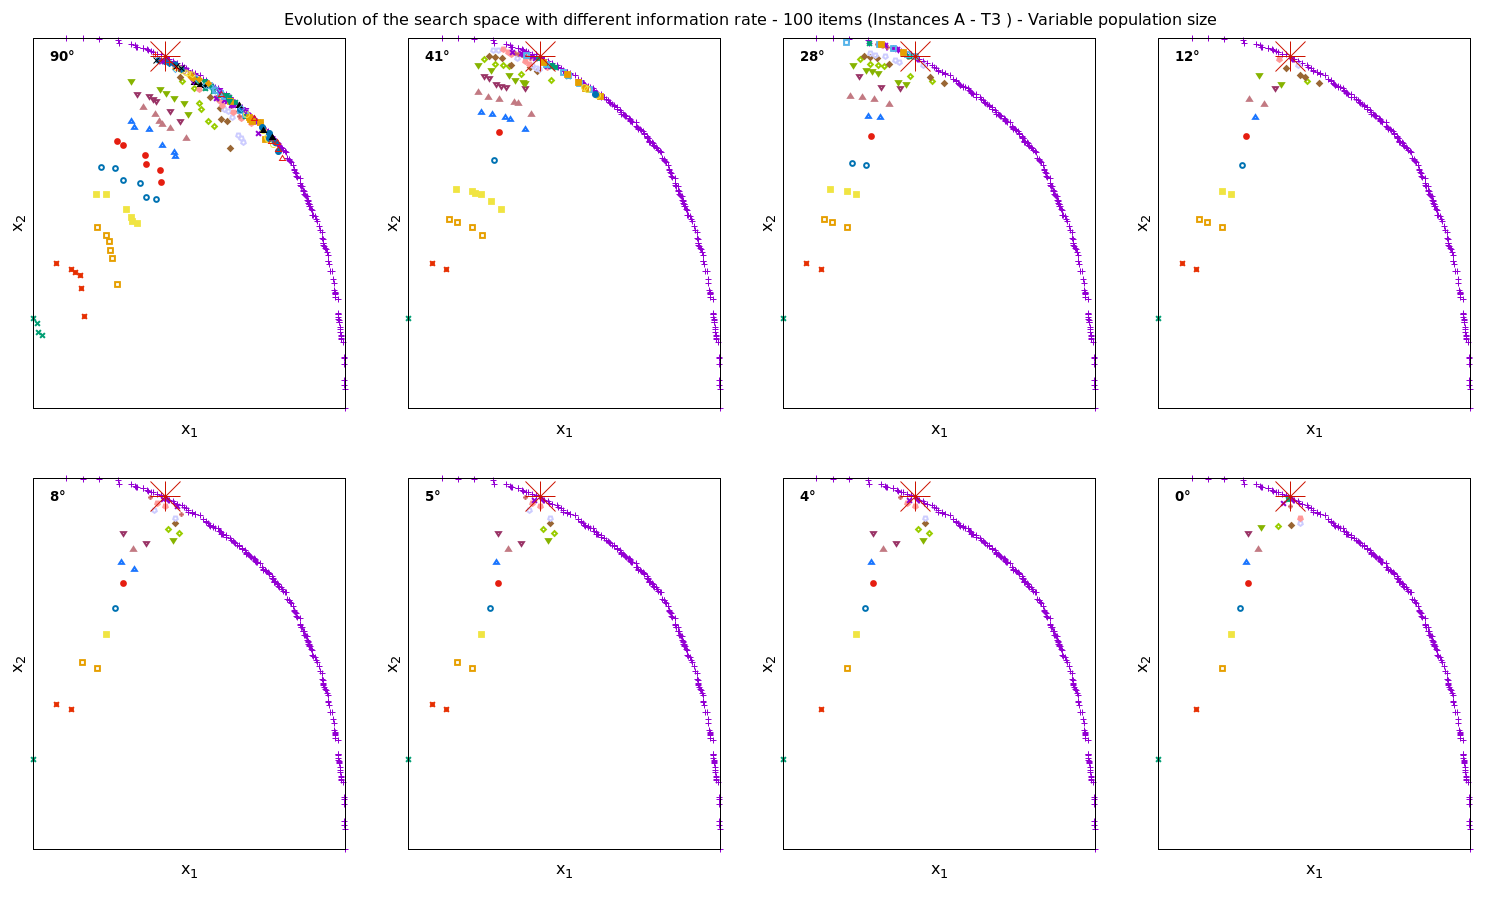 Evolution of the search space with different information rate - 100 items (Instances A - T3 ) - Variable population size
90° 41° 28° 12°
x2 x2 x2 x2
x1 x1 x1 x1
8° 5° 4° 0°
x2 x2 x2 x2
x1 x1 x1 x1